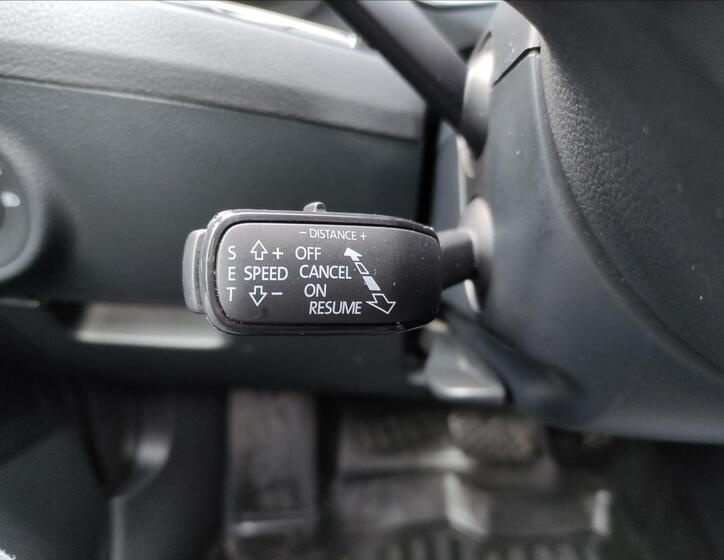 - DISTANCE +
S + OFF
E SPEED CANCEL
T - ON
RESUME